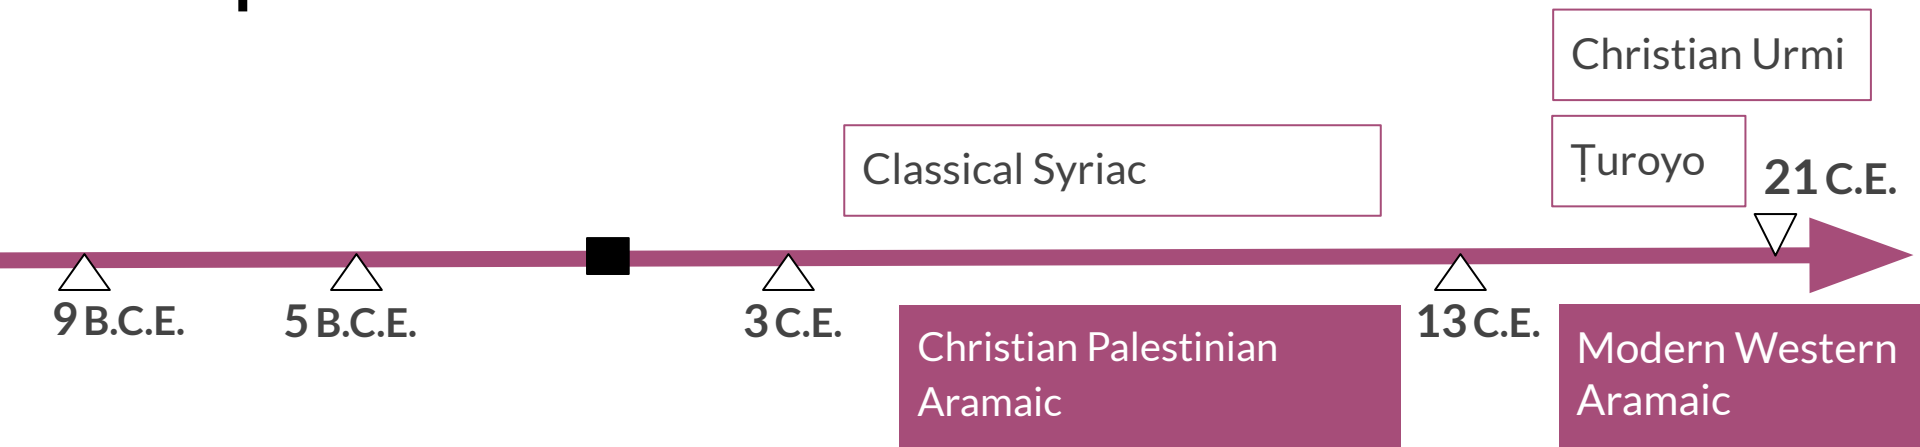 Christian Urmi
Classical Syriac
Ṭuroyo
21 C.E.
9 B.C.E.
5 B.C.E.
3 C.E.
13 C.E.
Christian Palestinian
Aramaic
Modern Western
Aramaic